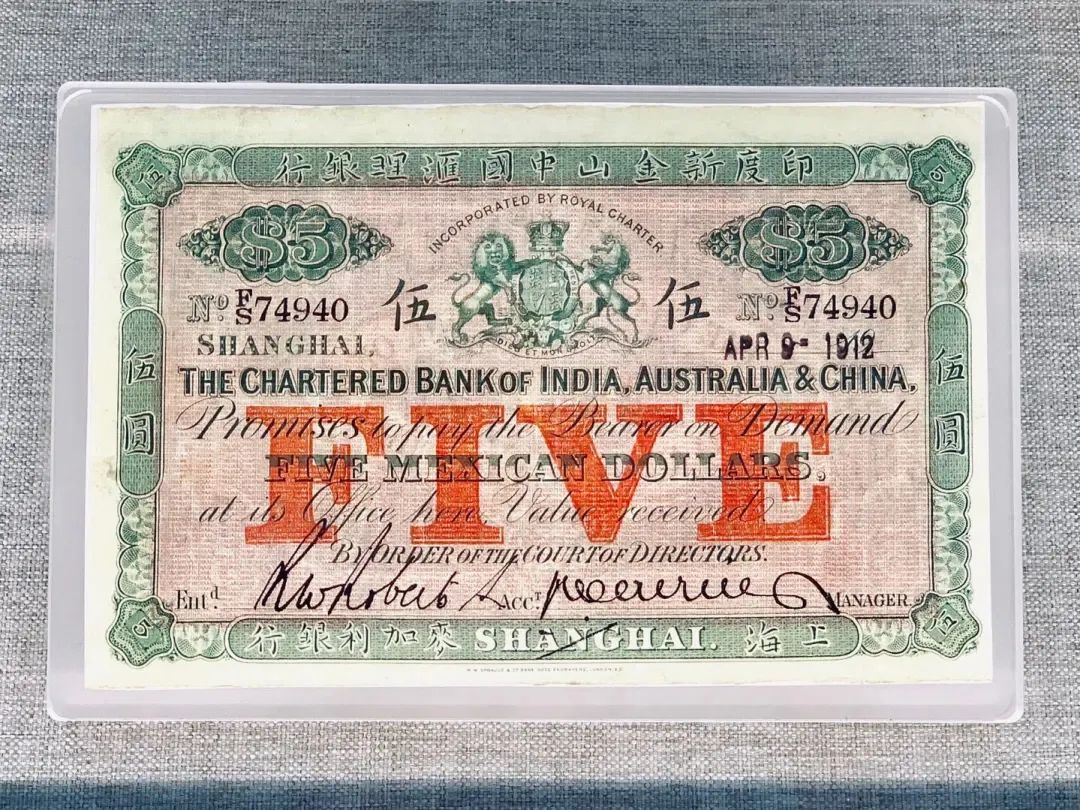 印度新金山中國滙理銀行
INCORPORATED BY ROYAL CHARTER
$5 $5
伍 伍
No F/S 74940 No F/S 74940
SHANGHAI, APR 9- 1912
THE CHARTERED BANK OF INDIA, AUSTRALIA & CHINA,
Promises to pay the Bearer on Demand
FIVE
FIVE MEXICAN DOLLARS.
at its Office here, Value received
BY ORDER OF THE COURT OF DIRECTORS.
Entd. Acct. MANAGER
上海 SHANGHAI. 麥加利銀行
伍圓
伍圓
伍
5
5
伍